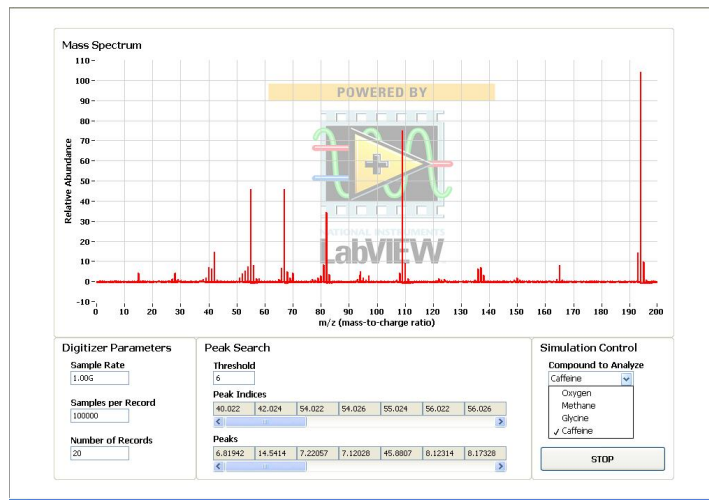 Mass Spectrum
110
100
90
80
70
60
50
40
30
20
10
0
-10
Relative Abundance
POWERED BY
NATIONAL INSTRUMENTS
LabVIEW
0 10 20 30 40 50 60 70 80 90 100 110 120 130 140 150 160 170 180 190 200
m/z (mass-to-charge ratio)
Digitizer Parameters
Sample Rate
1.00G
Samples per Record
100000
Number of Records
20
Peak Search
Threshold
6
Peak Indices
40.022 42.024 54.022 54.026 55.024 56.022 56.026
Peaks
6.81942 14.5414 7.22057 7.12028 45.8807 8.12314 8.17328
Simulation Control
Compound to Analyze
Caffeine
Oxygen
Methane
Glycine
✓ Caffeine
STOP